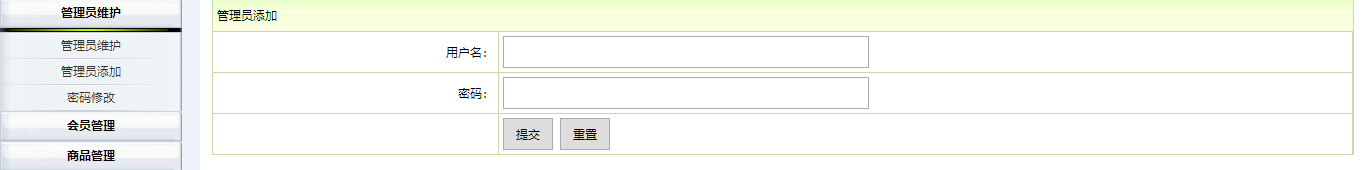 管理员维护
管理员维护
管理员添加
密码修改
会员管理
商品管理
管理员添加
用户名:
密码:
提交 重置